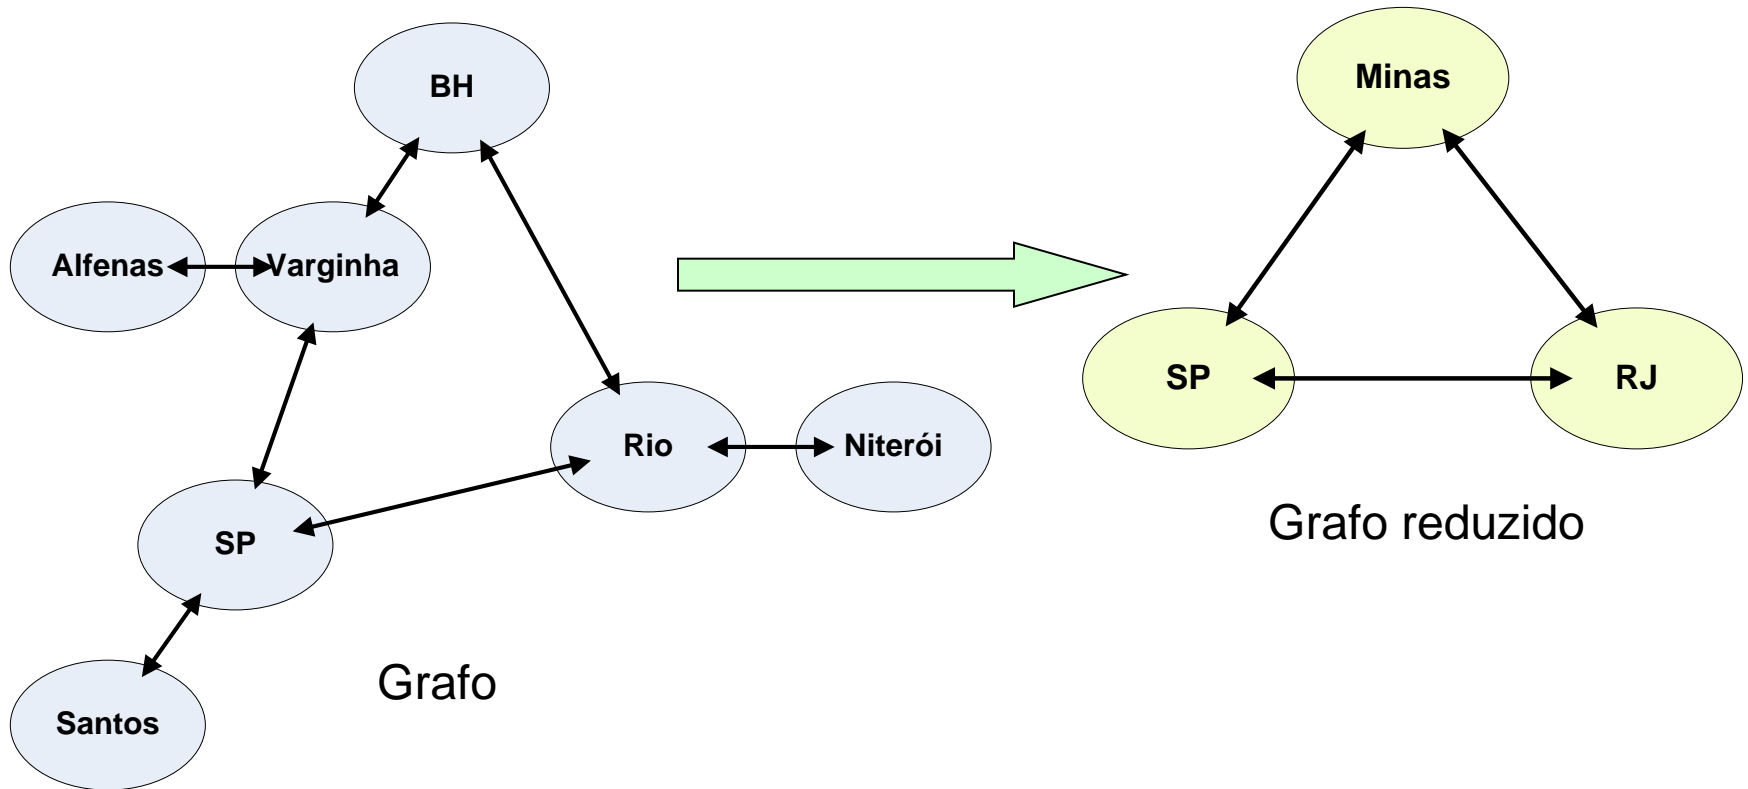 BH
Alfenas
Varginha
Rio
Niterói
SP
Santos
Grafo
Minas
SP
RJ
Grafo reduzido